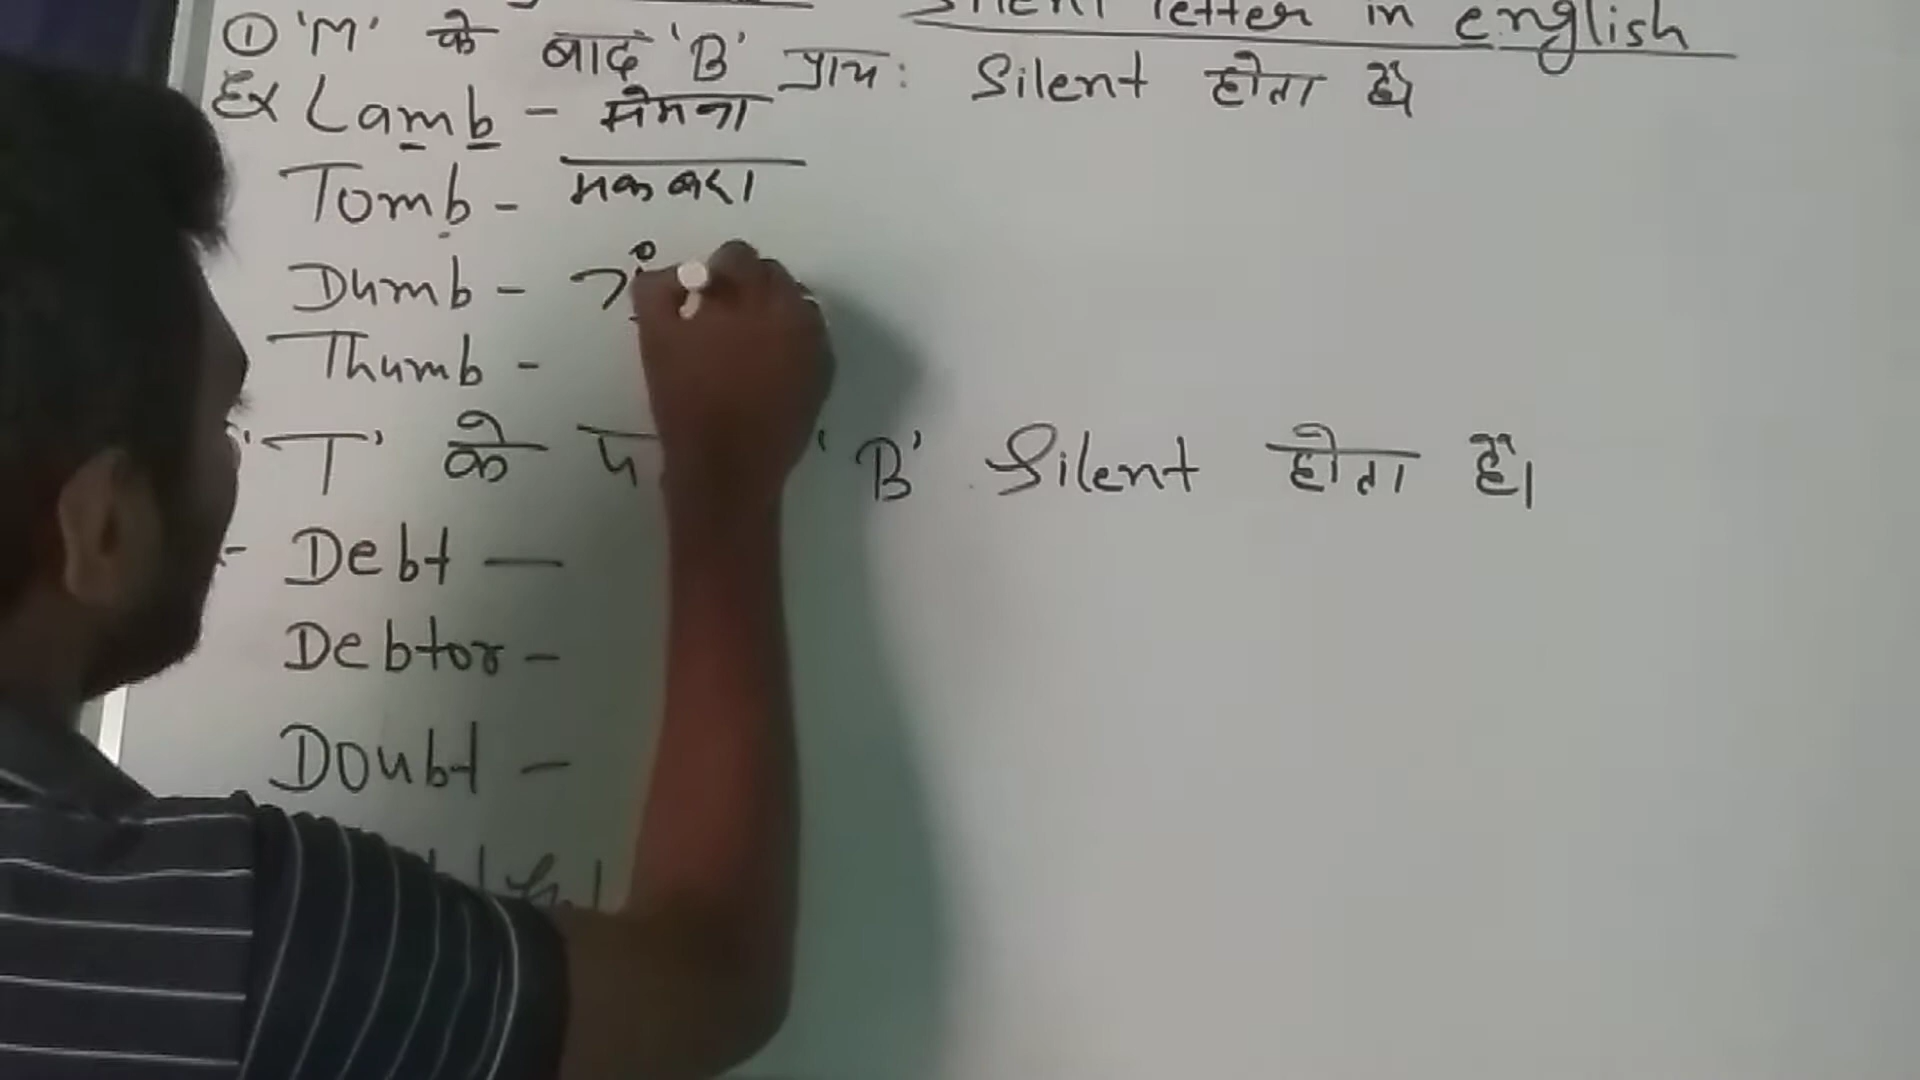 Silent letter in english
① 'M' के बाद 'B' प्राय: Silent होता है।
Ex Lamb - मेमना
Tomb - मकबरा
Dumb - गूं
Thumb -
'T' के 'B' Silent होता है।
- Debt —
Debtor -
Doubt —